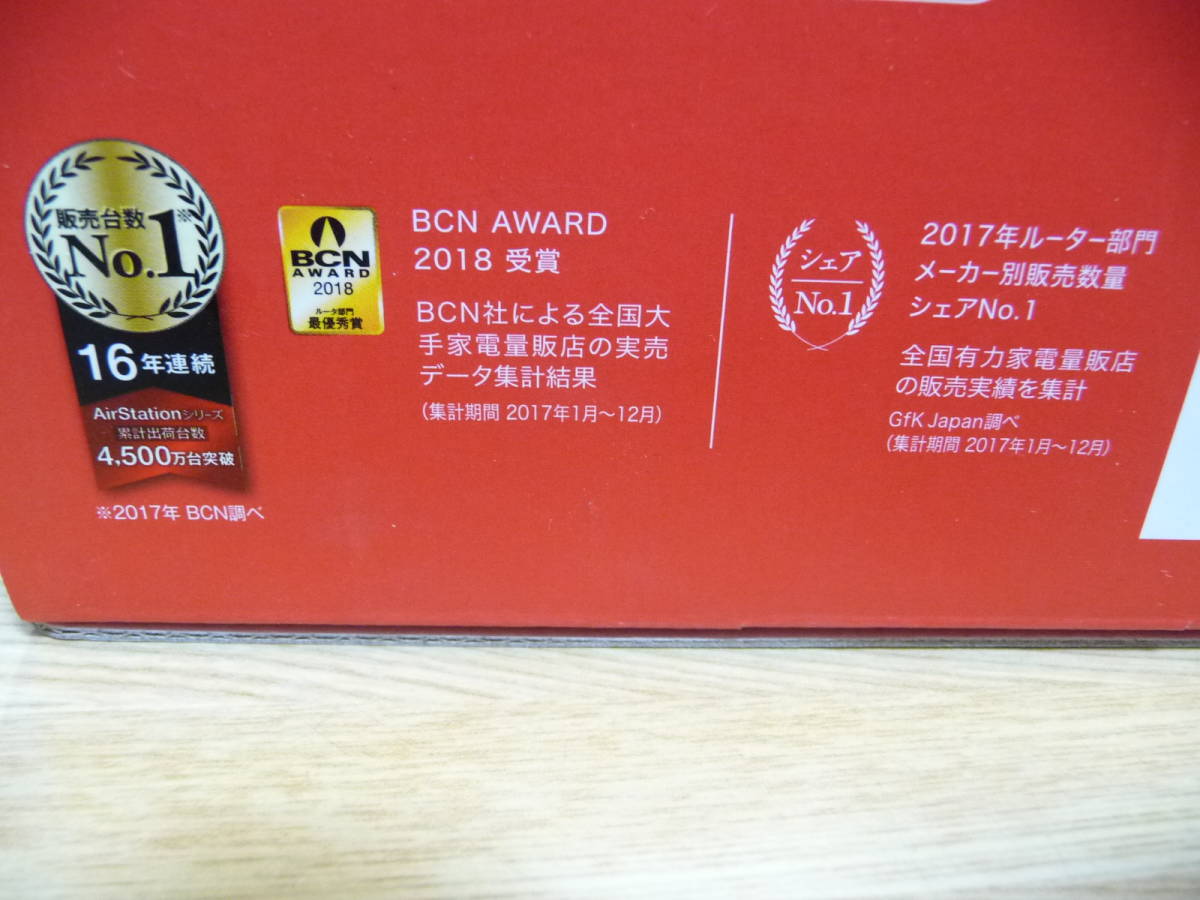 販売台数※
No.1
16年連続
AirStationシリーズ
累計出荷台数
4,500万台突破
※2017年 BCN調べ
BCN
AWARD
2018
ルータ部門
最優秀賞
BCN AWARD
2018 受賞
BCN社による全国大
手家電量販店の実売
データ集計結果
（集計期間 2017年1月～12月）
シェア
No.1
2017年ルーター部門
メーカー別販売数量
シェアNo.1
全国有力家電量販店
の販売実績を集計
GfK Japan調べ
（集計期間 2017年1月～12月）